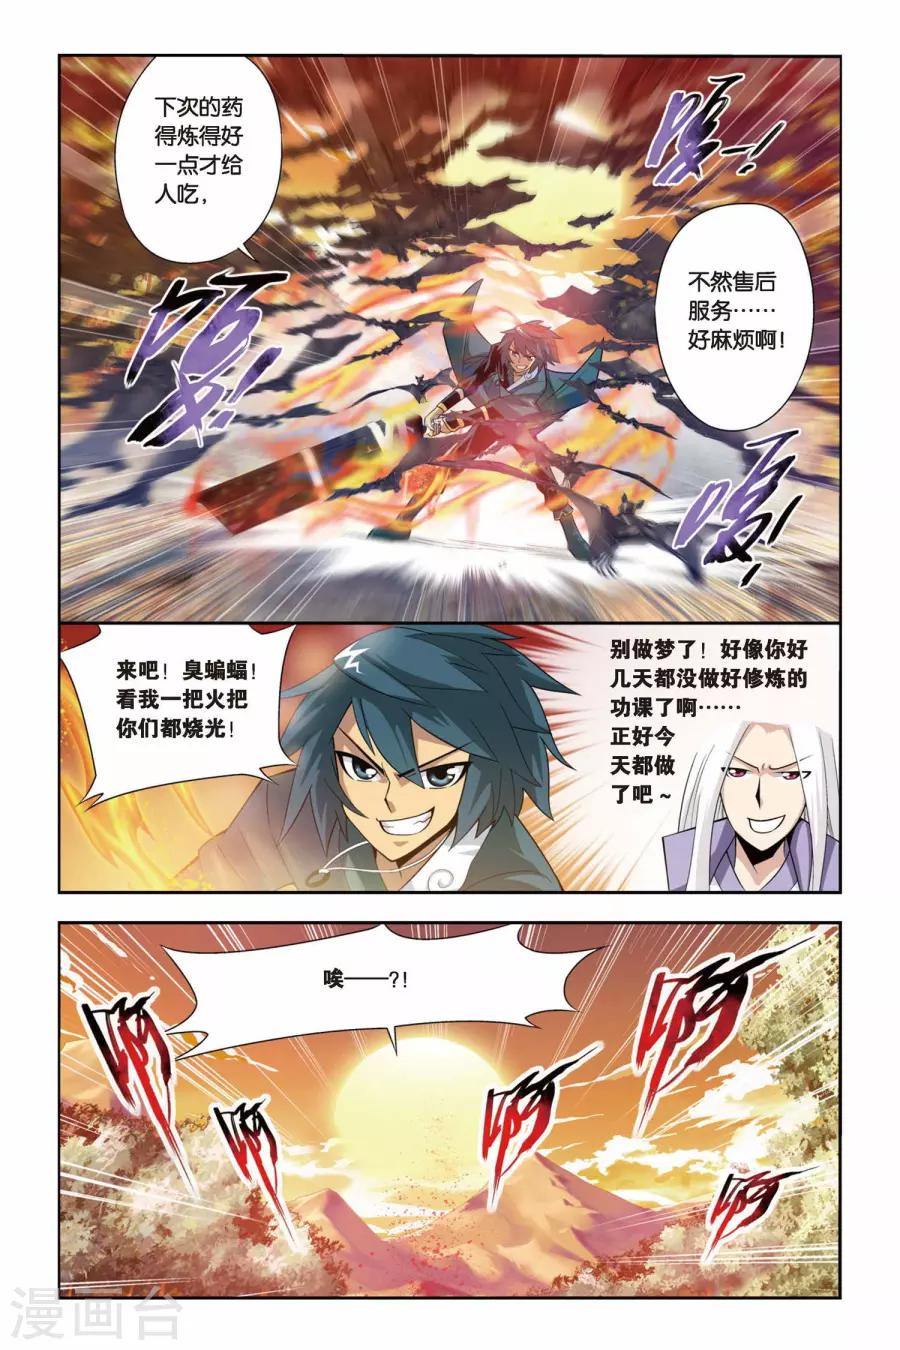 下次的药
得炼得好
一点才给
人吃，
嗄—！
不然售后
服务……
好麻烦啊！
嗄！
嗄！
来吧！臭蝙蝠！
看我一把火把
你们都烧光！
别做梦了！好像你好
几天都没做好修炼的
功课了啊……
正好今
天都做
了吧～
唉——?!
啊
啊
啊
啊
啊
漫画台